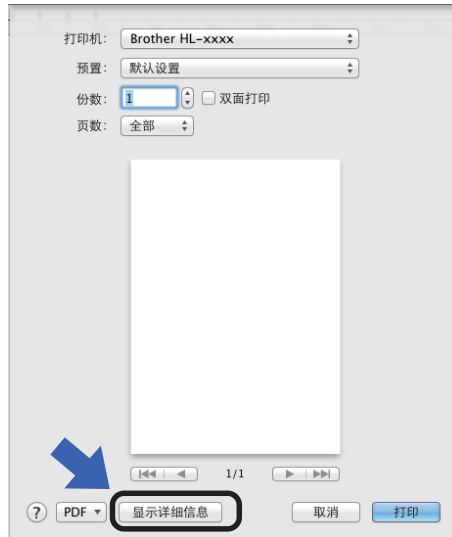 打印机: Brother HL-xxxx
预置: 默认设置
份数: 1 双面打印
页数: 全部
1/1
? PDF 显示详细信息 取消 打印